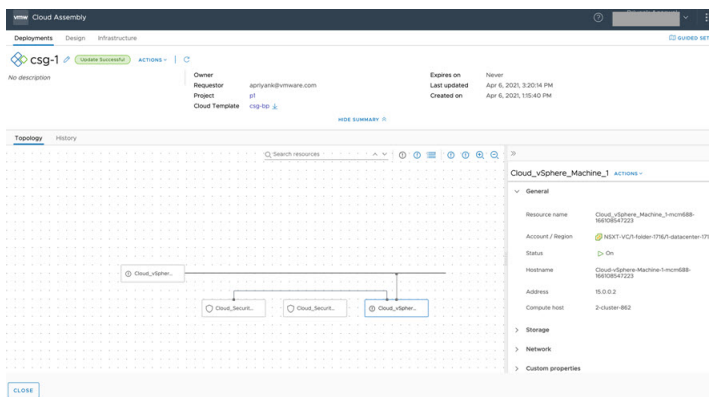 vmw Cloud Assembly
Deployments Design Infrastructure
GUIDED SET
csg-1 Update Successful ACTIONS
No description
Owner
Requestor apriyank@vmware.com
Project p1
Cloud Template csg-bp
Expires on Never
Last updated Apr 6, 2021, 3:20:14 PM
Created on Apr 6, 2021, 1:15:40 PM
HIDE SUMMARY
Topology History
Search resources
Cloud_vSpher...
Cloud_Securit...
Cloud_Securit...
Cloud_vSpher...
Cloud_vSphere_Machine_1 ACTIONS
General
Resource name Cloud_vSphere_Machine_1-mcm688-
166108547223
Account / Region NSXT-VC/1-folder-1716/1-datacenter-171
Status On
Hostname Cloud-vSphere-Machine-1-mcm688-
166108547223
Address 15.0.0.2
Compute host 2-cluster-862
Storage
Network
Custom properties
CLOSE